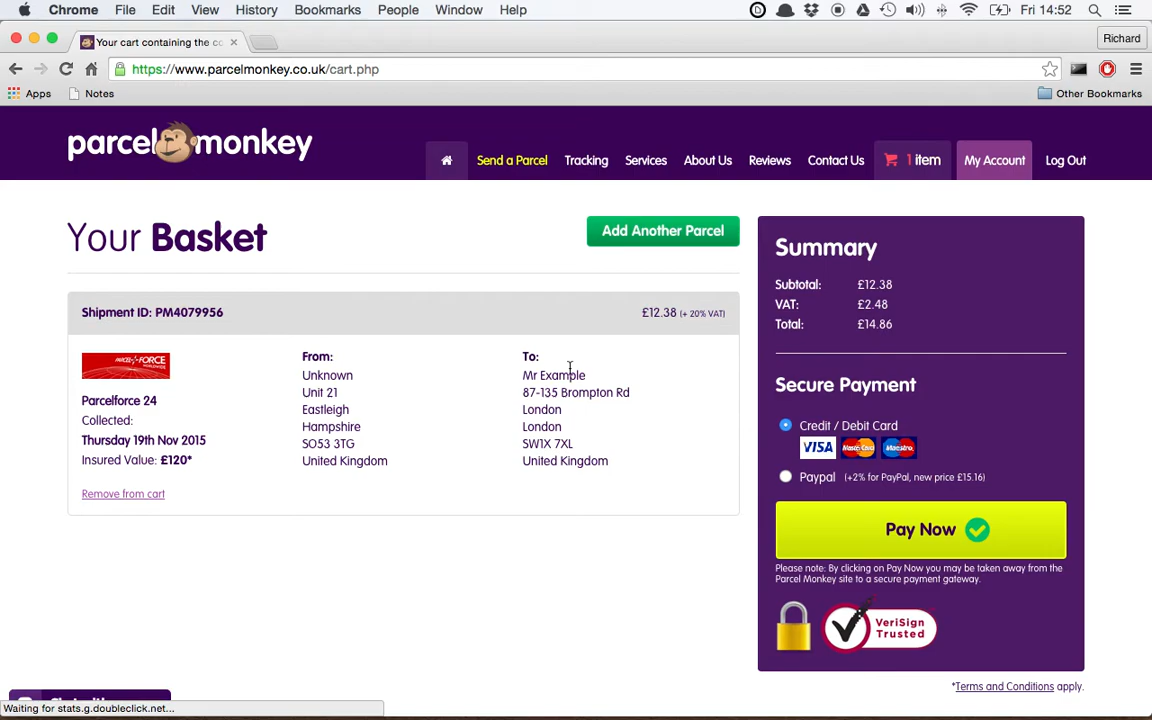 Chrome File Edit View History Bookmarks People Window Help Fri 14:52
Your cart containing the co Richard
https://www.parcelmonkey.co.uk/cart.php
Apps Notes Other Bookmarks
parcel monkey
Send a Parcel Tracking Services About Us Reviews Contact Us 1 item My Account Log Out
Your Basket
Add Another Parcel
Shipment ID: PM4079956 £12.38 (+ 20% VAT)
PARCELFORCE
WORLDWIDE
Parcelforce 24
Collected:
Thursday 19th Nov 2015
Insured Value: £120*
Remove from cart
From:
Unknown
Unit 21
Eastleigh
Hampshire
SO53 3TG
United Kingdom
To:
Mr Example
87-135 Brompton Rd
London
London
SW1X 7XL
United Kingdom
Summary
Subtotal: £12.38
VAT: £2.48
Total: £14.86
Secure Payment
Credit / Debit Card
VISA MasterCard Maestro
Paypal (+2% for PayPal, new price £15.16)
Pay Now
Please note: By clicking on Pay Now you may be taken away from the
Parcel Monkey site to a secure payment gateway.
VeriSign
Trusted
*Terms and Conditions apply.
Waiting for stats.g.doubleclick.net...